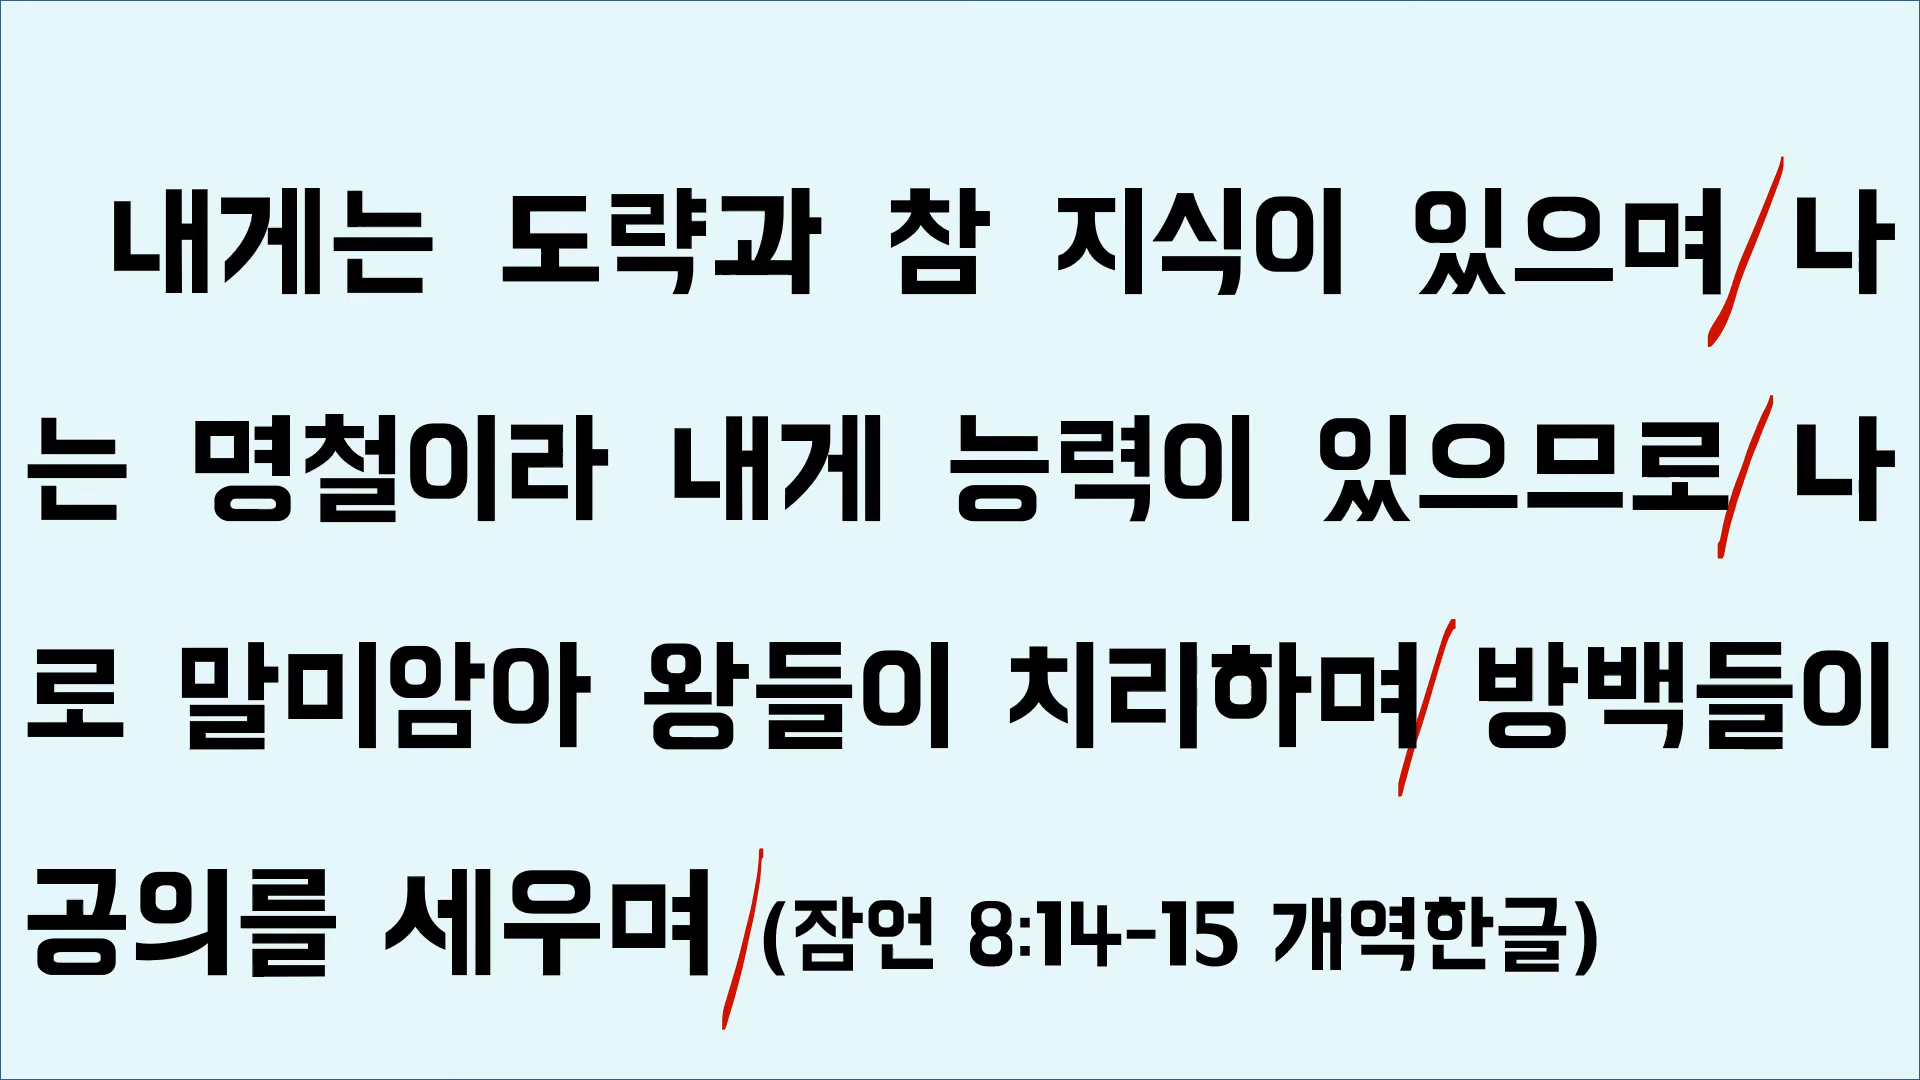 내게는 도략과 참 지식이 있으며/ 나
는 명철이라 내게 능력이 있으므로/ 나
로 말미암아 왕들이 치리하며/ 방백들이
공의를 세우며/(잠언 8:14-15 개역한글)